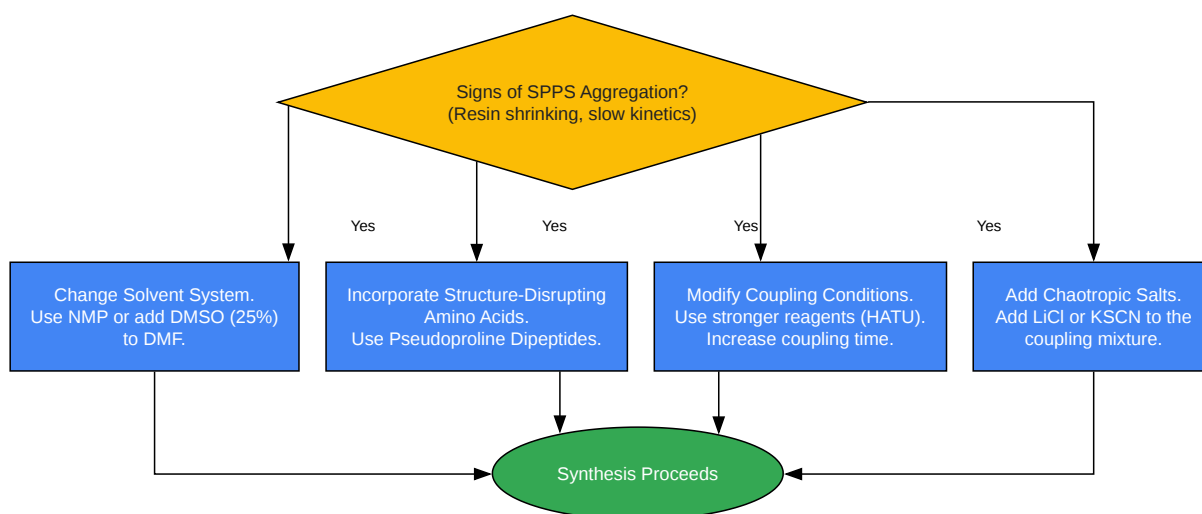 Signs of SPPS Aggregation?
(Resin shrinking, slow kinetics)
Yes
Yes
Yes
Yes
Change Solvent System.
Use NMP or add DMSO (25%)
to DMF.
Incorporate Structure-Disrupting
Amino Acids.
Use Pseudoproline Dipeptides.
Modify Coupling Conditions.
Use stronger reagents (HATU).
Increase coupling time.
Add Chaotropic Salts.
Add LiCl or KSCN to the
coupling mixture.
Synthesis Proceeds